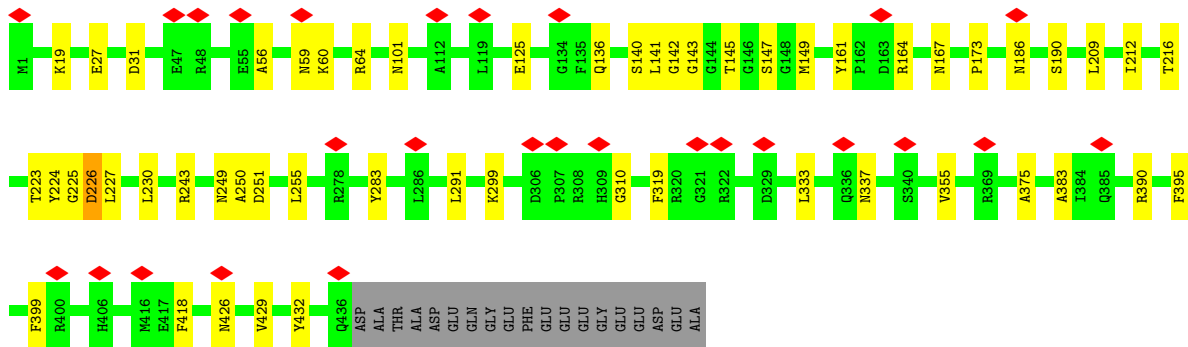 M1 K19 E27 D31 E47 R48 E55 A56 N59 K60 R64 N101 A112 L119 E125 G134 F135 Q136 S140 L141 G142 G143 G144 T145 G146 S147 G148 M149 Y161 P162 D163 R164 N167 P173 N186 S190 L209 I212 T216
T223 Y224 G225 D226 L227 L230 R243 N249 A250 D251 L255 R278 Y283 L286 L291 K299 D306 P307 R308 H309 G310 F319 R320 G321 R322 D329 L333 Q336 N337 S340 V355 R369 A375 A383 I384 Q385 R390 F395
F399 R400 H406 M416 E417 F418 N426 V429 Y432 Q436 ASP ALA THR ALA ASP GLU GLN GLY GLU PHE GLU GLU GLU GLY GLU GLU ASP GLU ALA